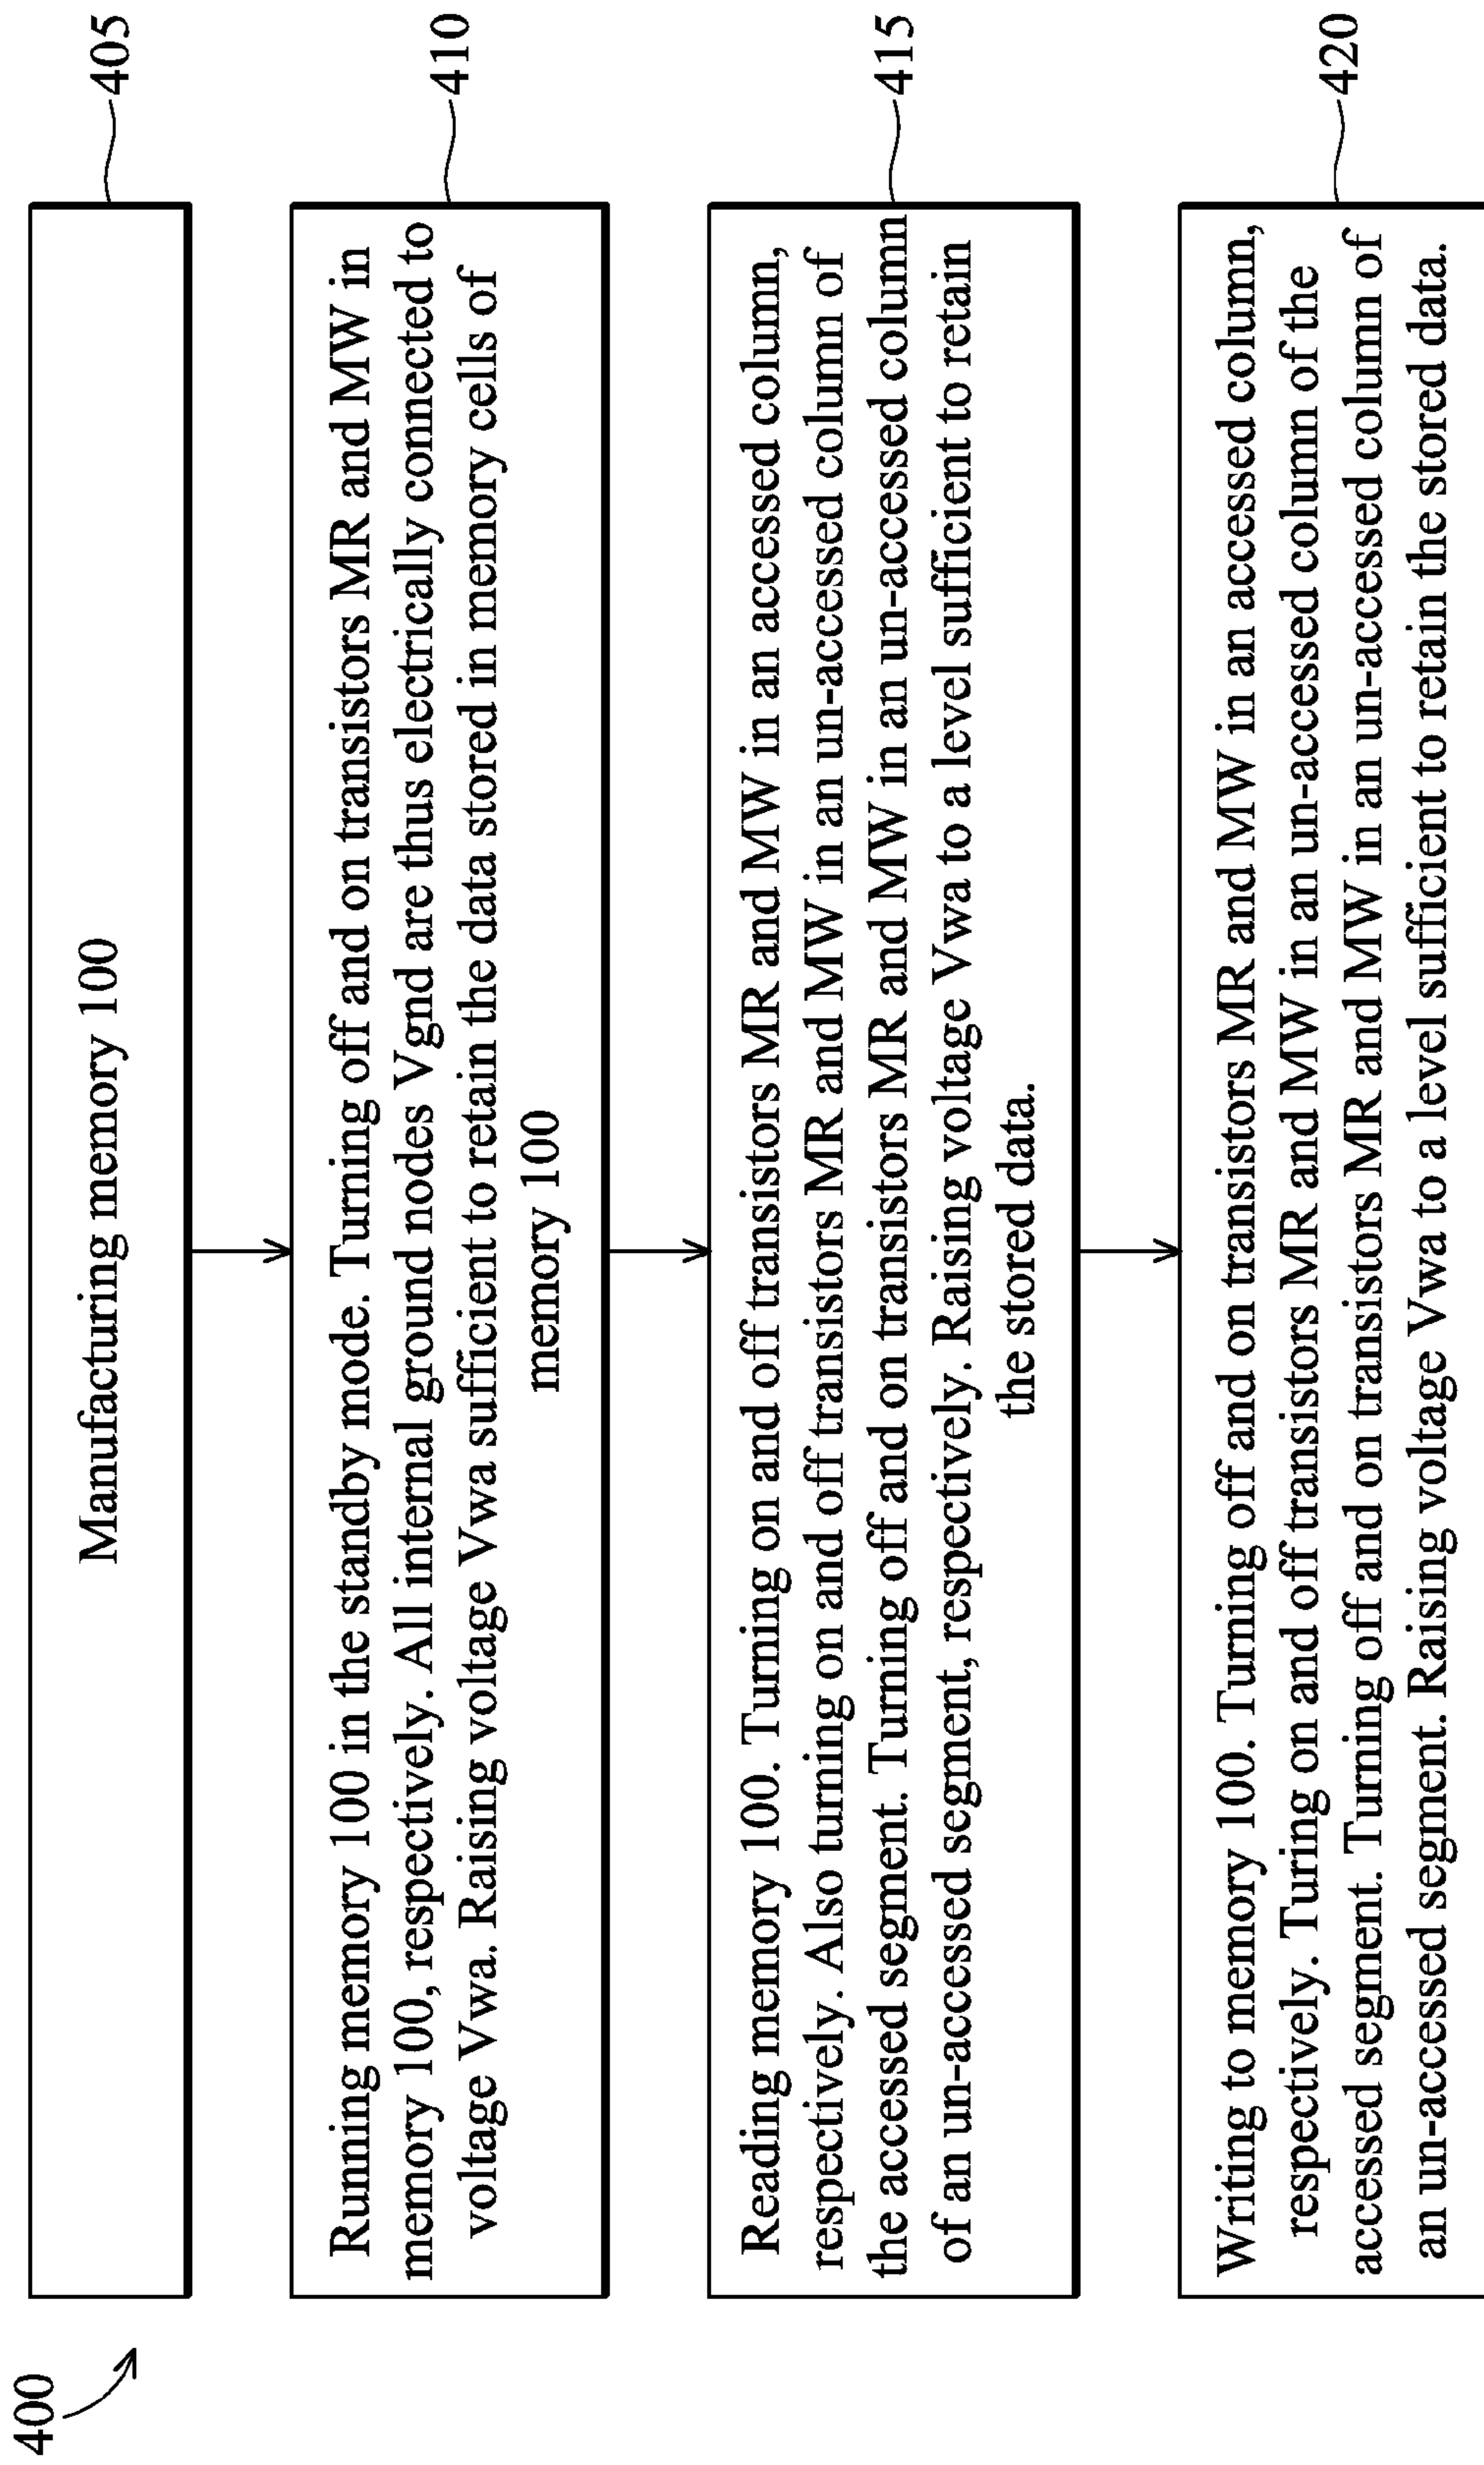 400
Manufacturing memory 100
405
Running memory 100 in the standby mode. Turning off and on transistors MR and MW in
memory 100, respectively. All internal ground nodes Vgnd are thus electrically connected to
voltage Vwa. Raising voltage Vwa sufficient to retain the data stored in memory cells of
memory 100
410
Reading memory 100. Turning on and off transistors MR and MW in an accessed column,
respectively. Also turning on and off transistors MR and MW in an un-accessed column of
the accessed segment. Turning off and on transistors MR and MW in an un-accessed column
of an un-accessed segment, respectively. Raising voltage Vwa to a level sufficient to retain
the stored data.
415
Writing to memory 100. Turning off and on transistors MR and MW in an accessed column,
respectively. Turing on and off transistors MR and MW in an un-accessed column of the
accessed segment. Turning off and on transistors MR and MW in an un-accessed column of
an un-accessed segment. Raising voltage Vwa to a level sufficient to retain the stored data.
420